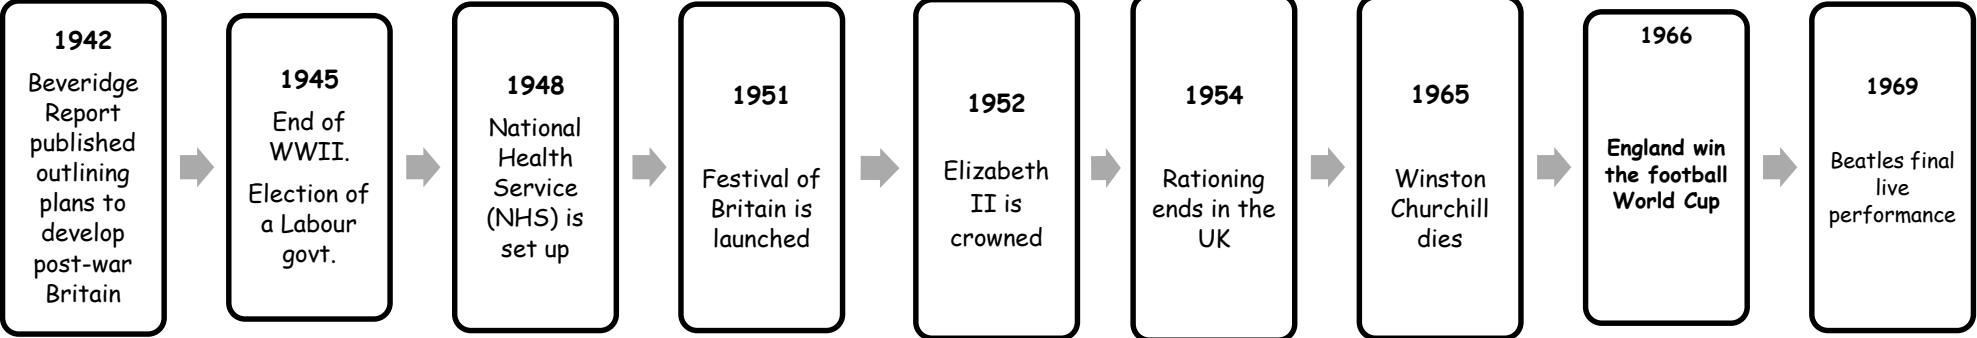 1942
Beveridge
Report
published
outlining
plans to
develop
post-war
Britain
1945
End of
WWII.
Election of
a Labour
govt.
1948
National
Health
Service
(NHS) is
set up
1951
Festival of
Britain is
launched
1952
Elizabeth
II is
crowned
1954
Rationing
ends in the
UK
1965
Winston
Churchill
dies
1966
England win
the football
World Cup
1969
Beatles final
live
performance